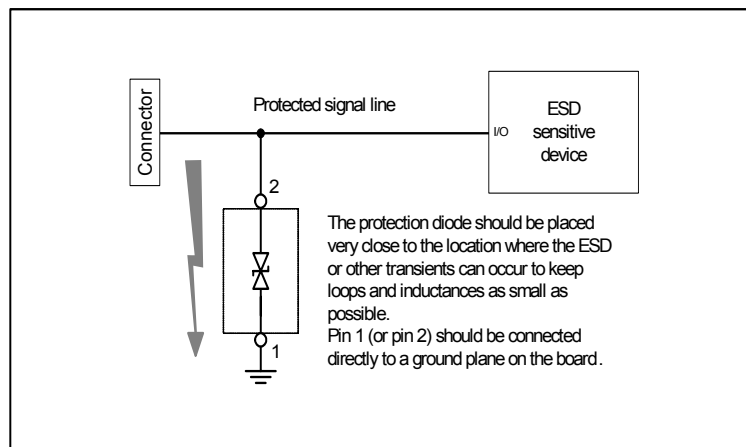 Connector
Protected signal line
I/O
ESD
sensitive
device
2
The protection diode should be placed
very close to the location where the ESD
or other transients can occur to keep
loops and inductances as small as
possible.
Pin 1 (or pin 2) should be connected
directly to a ground plane on the board.
1